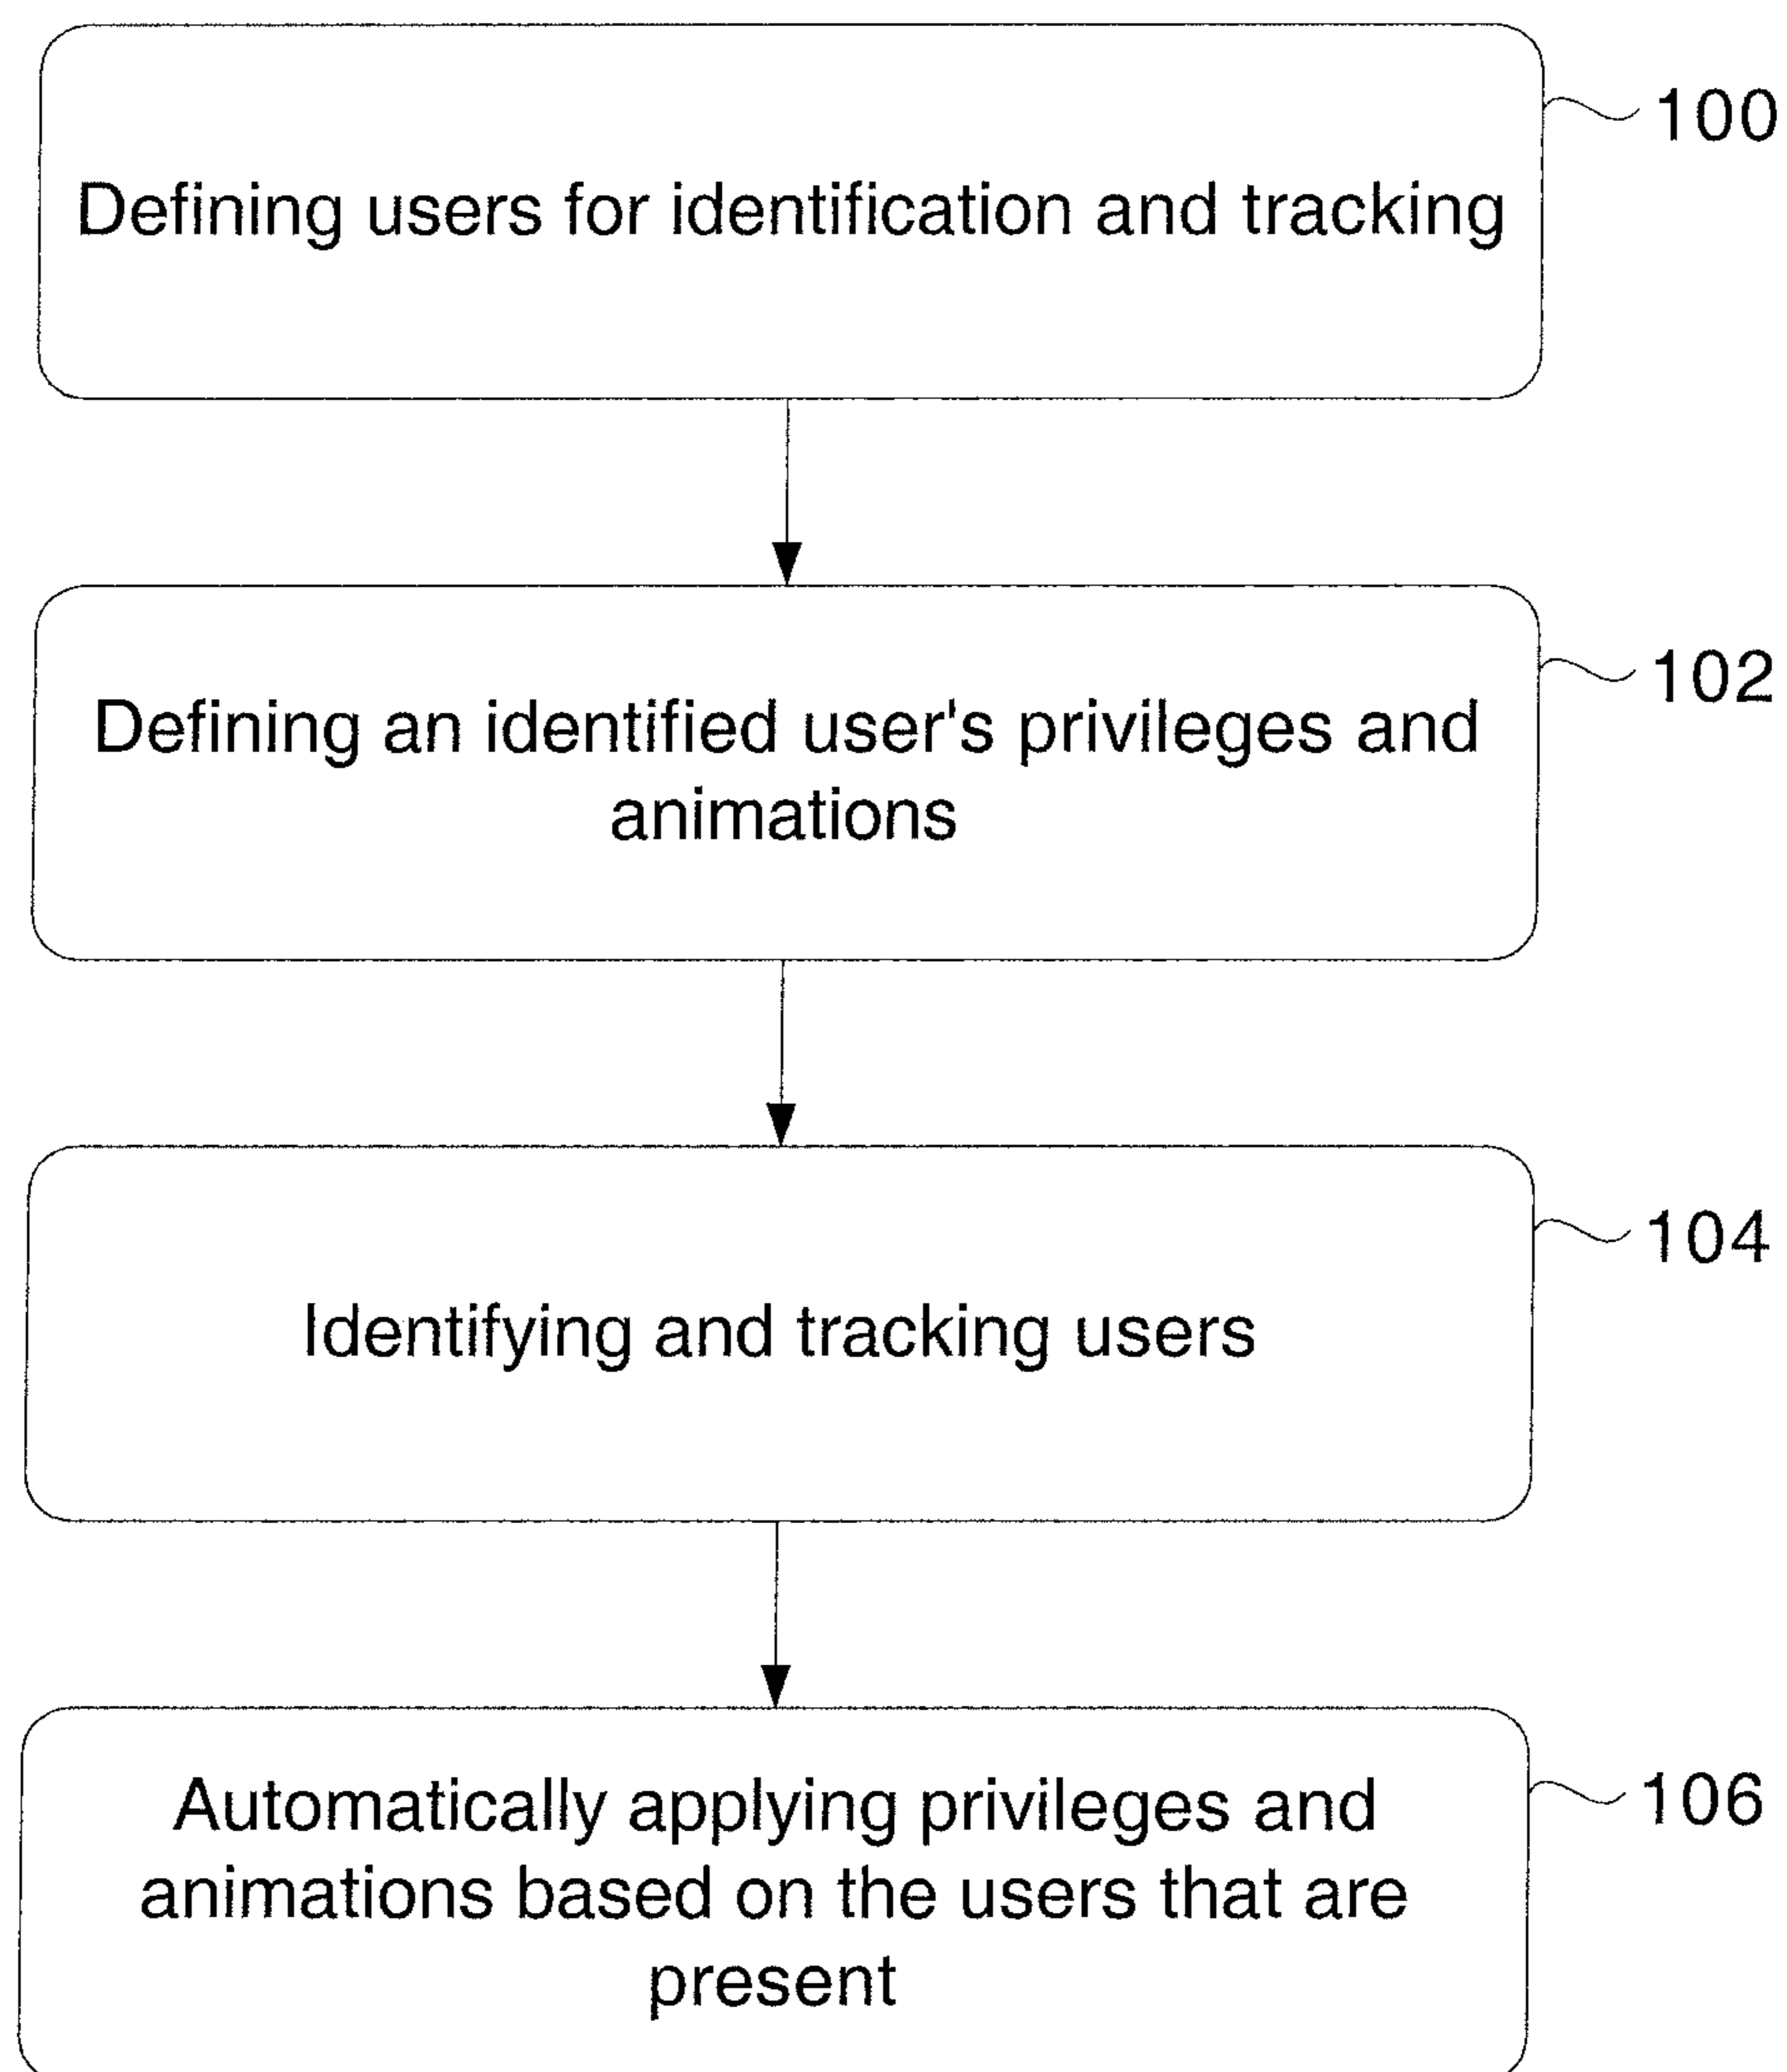 100
Defining users for identification and tracking
102
Defining an identified user's privileges and
animations
104
Identifying and tracking users
106
Automatically applying privileges and
animations based on the users that are
present